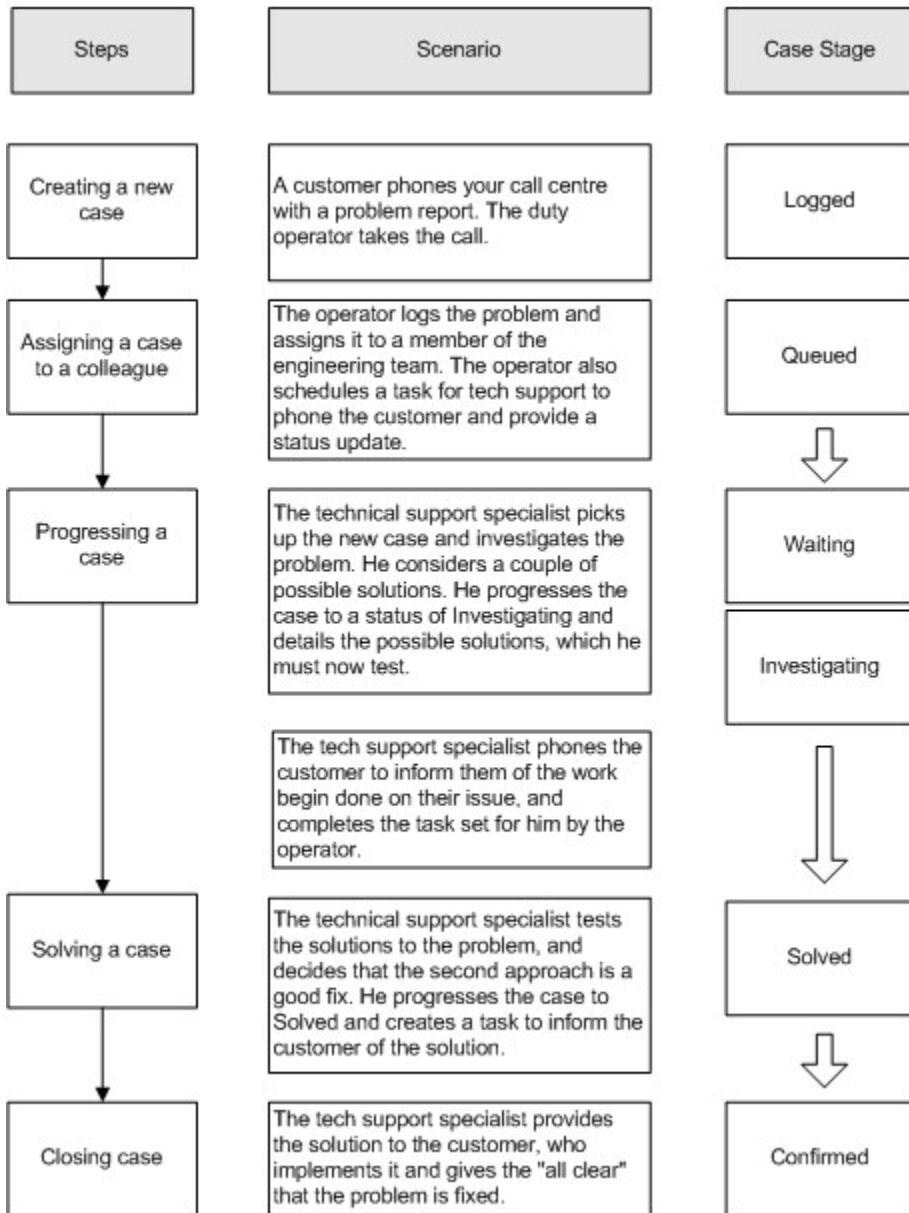 Steps
Scenario
Case Stage
Creating a new
case
A customer phones your call centre
with a problem report. The duty
operator takes the call.
Logged
Assigning a case
to a colleague
The operator logs the problem and
assigns it to a member of the
engineering team. The operator also
schedules a task for tech support to
phone the customer and provide a
status update.
Queued
Progressing a
case
The technical support specialist picks
up the new case and investigates the
problem. He considers a couple of
possible solutions. He progresses the
case to a status of Investigating and
details the possible solutions, which he
must now test.
Waiting
Investigating
The tech support specialist phones the
customer to inform them of the work
begin done on their issue, and
completes the task set for him by the
operator.
Solving a case
The technical support specialist tests
the solutions to the problem, and
decides that the second approach is a
good fix. He progresses the case to
Solved and creates a task to inform the
customer of the solution.
Solved
Closing case
The tech support specialist provides
the solution to the customer, who
implements it and gives the "all clear"
that the problem is fixed.
Confirmed